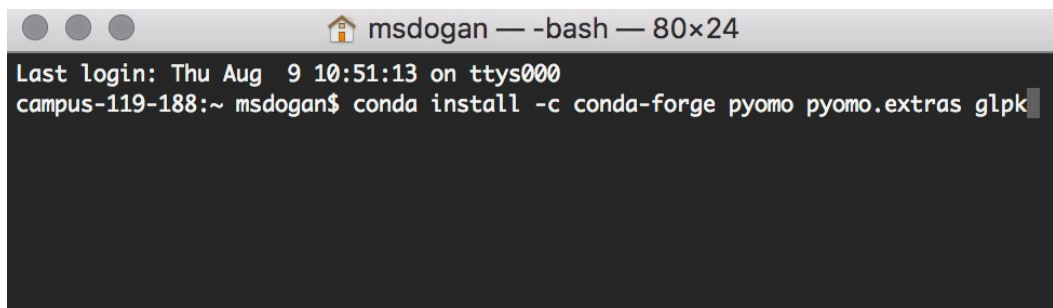 msdogan — -bash — 80×24
Last login: Thu Aug  9 10:51:13 on ttys000
campus-119-188:~ msdogan$ conda install -c conda-forge pyomo pyomo.extras glpk